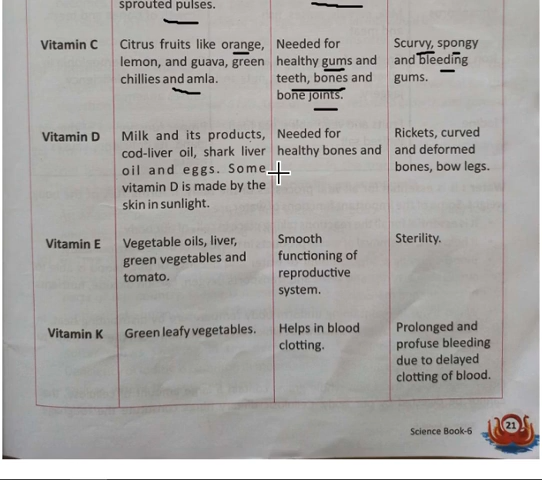 sprouted pulses.
Vitamin C
Citrus fruits like orange,
lemon, and guava, green
chillies and amla.
Needed for
healthy gums and
teeth, bones and
bone joints.
Scurvy, spongy
and bleeding
gums.
Vitamin D
Milk and its products,
cod-liver oil, shark liver
oil and eggs. Some
vitamin D is made by the
skin in sunlight.
Needed for
healthy bones and
Rickets, curved
and deformed
bones, bow legs.
Vitamin E
Vegetable oils, liver,
green vegetables and
tomato.
Smooth
functioning of
reproductive
system.
Sterility.
Vitamin K
Green leafy vegetables.
Helps in blood
clotting.
Prolonged and
profuse bleeding
due to delayed
clotting of blood.
Science Book-6
21